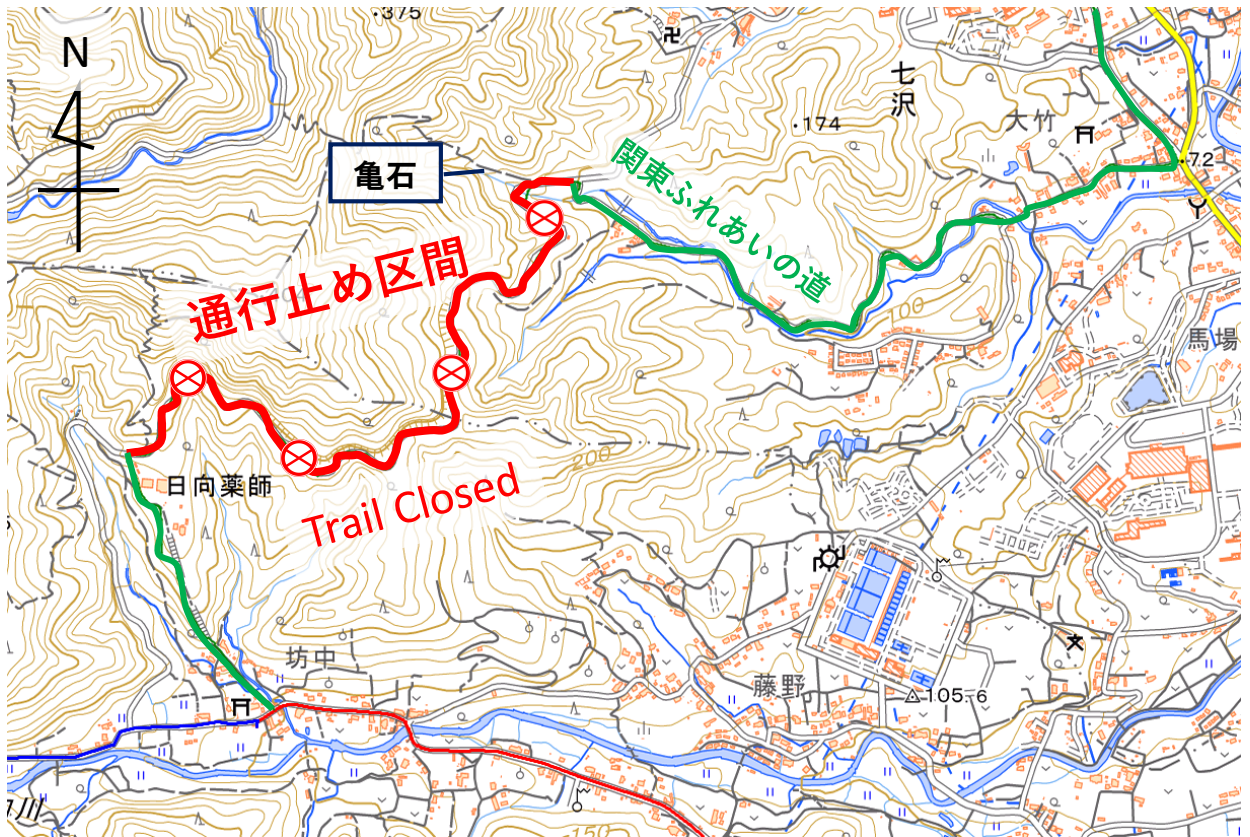 ・375
N
七沢
・174
大竹
亀石
・72
関東ふれあいの道
通行止め区間
404
100
馬場
200
日向薬師
Trail Closed
坊中
藤野
105.6
150